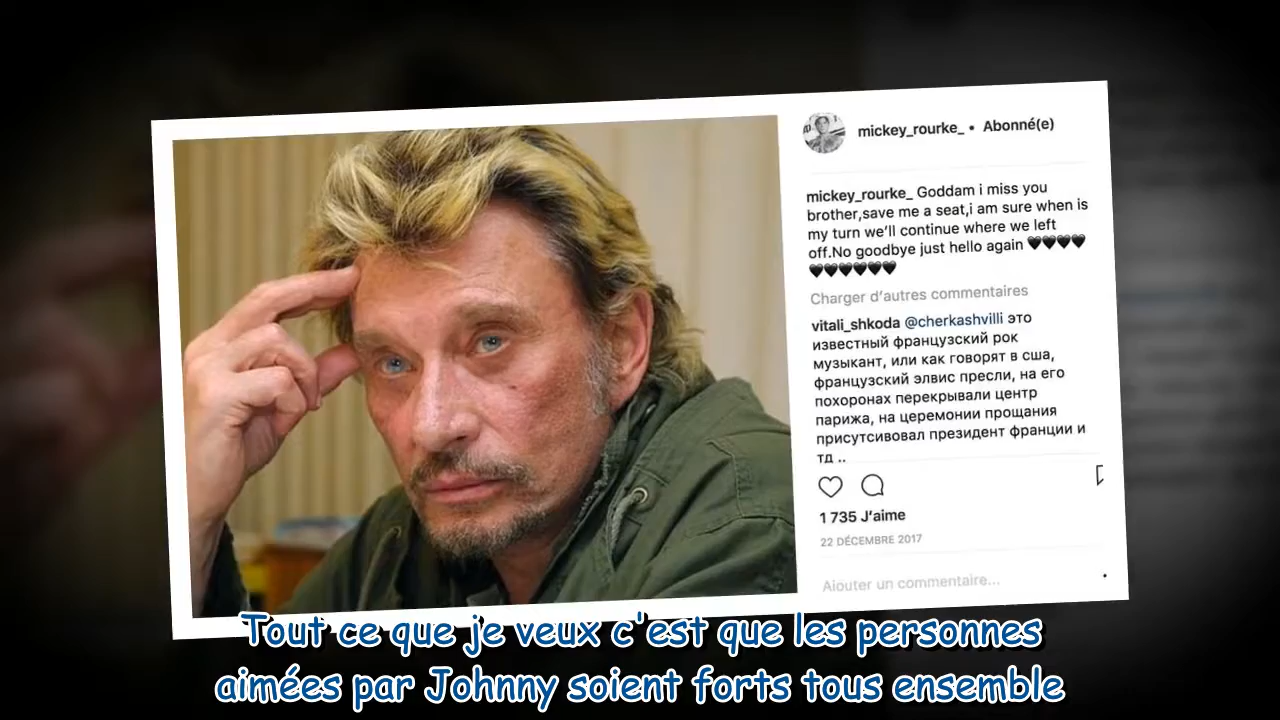 mickey_rourke_ • Abonné(e)
mickey_rourke_ Goddam i miss you
brother,save me a seat,i am sure when is
my turn we'll continue where we left
off.No goodbye just hello again 🖤🖤🖤🖤
🖤🖤🖤🖤🖤🖤
Charger d'autres commentaires
vitali_shkoda @cherkashvilli это
известный французский рок
музыкант, или как говорят в сша,
французский элвис пресли, на его
похоронах перекрывали центр
парижа, на церемонии прощания
присутсивовал президент франции и
тд ..
1 735 J'aime
22 DÉCEMBRE 2017
Ajouter un commentaire...
Tout ce que je veux c'est que les personnes
aimées par Johnny soient forts tous ensemble